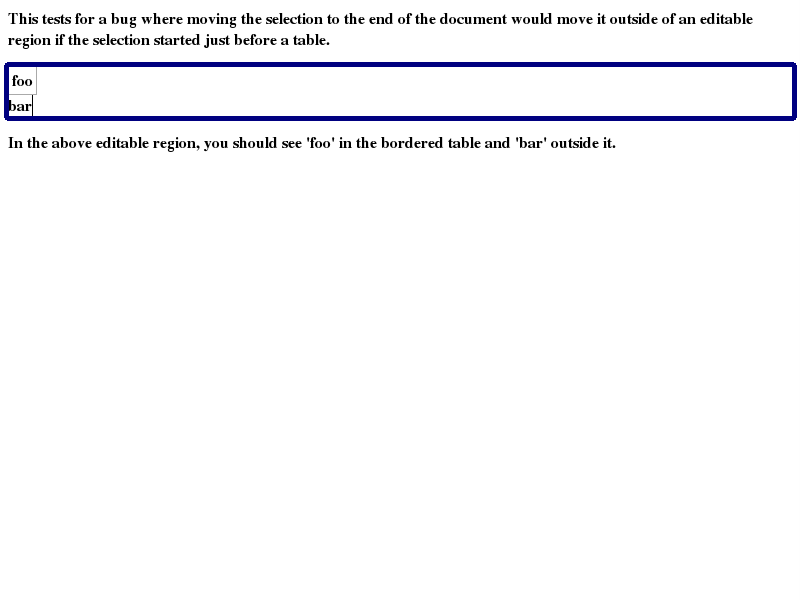 This tests for a bug where moving the selection to the end of the document would move it outside of an editable
region if the selection started just before a table.
foo
bar
In the above editable region, you should see 'foo' in the bordered table and 'bar' outside it.